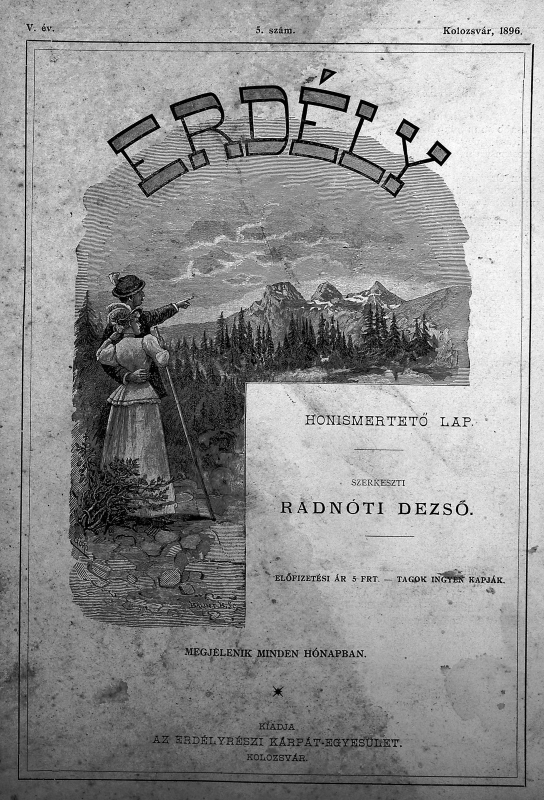 V. év.
5. szám.
Kolozsvár, 1896.
ERDÉLY
HONISMERTETŐ LAP.
SZERKESZTI
RADNÓTI DEZSŐ.
ELŐFIZETÉSI ÁR 5 FRT. — TAGOK INGYEN KAPJÁK.
MEGJELENIK MINDEN HÓNAPBAN.
KIADJA
AZ ERDÉLYRÉSZI KÁRPÁT-EGYESÜLET.
KOLOZSVÁR.